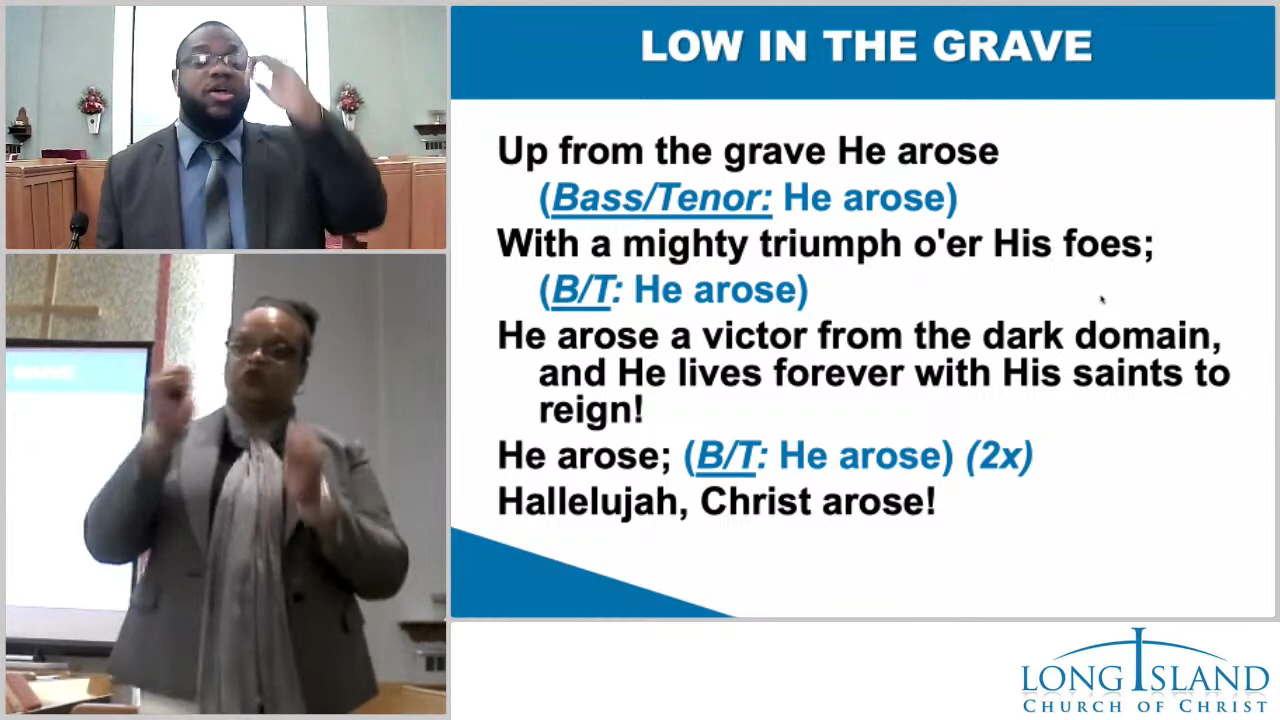 LOW IN THE GRAVE
Up from the grave He arose
(Bass/Tenor: He arose)
With a mighty triumph o'er His foes;
(B/T: He arose)
He arose a victor from the dark domain,
and He lives forever with His saints to
reign!
He arose; (B/T: He arose) (2x)
Hallelujah, Christ arose!
LONG ISLAND
CHURCH OF CHRIST